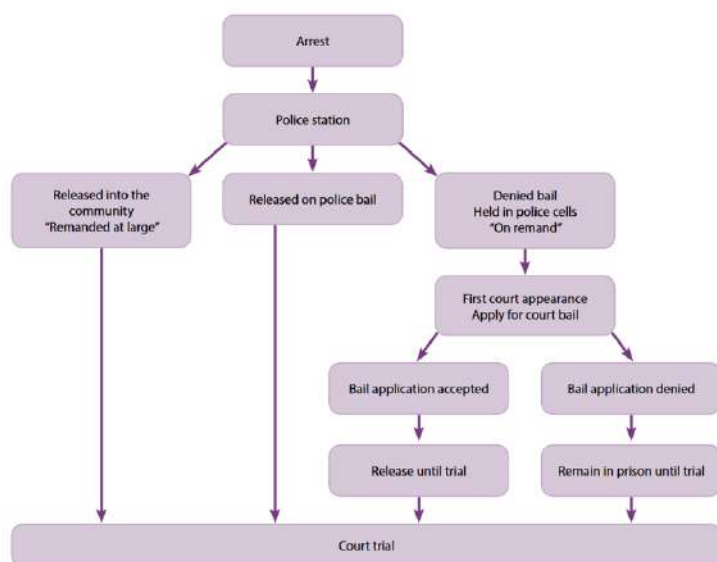 Arrest
Police station
Released into the
community
"Remanded at large"
Released on police bail
Denied bail
Held in police cells
"On remand"
First court appearance
Apply for court bail
Bail application accepted
Bail application denied
Release until trial
Remain in prison until trial
Court trial